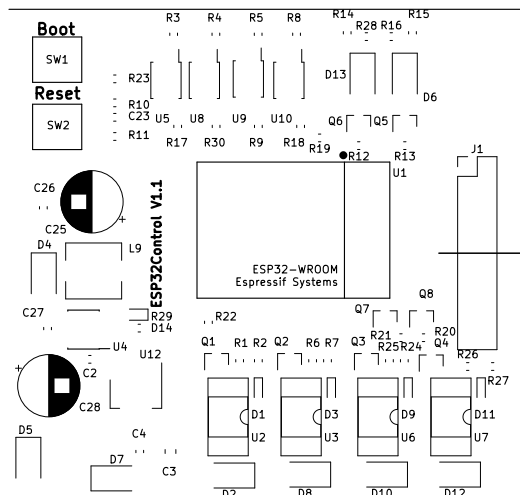 Boot
SW1
Reset
SW2
R3 R4 R5 R8 R14 R28 R16 R15
R23
R10
C23
R11
U5 U8 U9 U10
R17 R30 R9 R18 R19
D13 D6
Q6 Q5
R12 R13
J1
U1
C26
C25
ESP32Control V1.1
D4 L9
ESP32-WROOM
Espressif Systems
C27
R29
D14
R22
U4
C2
U12
Q7 Q8
R21 R20
Q1 R1 R2 Q2 R6 R7 Q3 R25 R24 Q4 R26
R27
C28
D1 D3 D9 D11
U2 U3 U6 U7
D5
C4
C3
D7
D2 D8 D10 D12